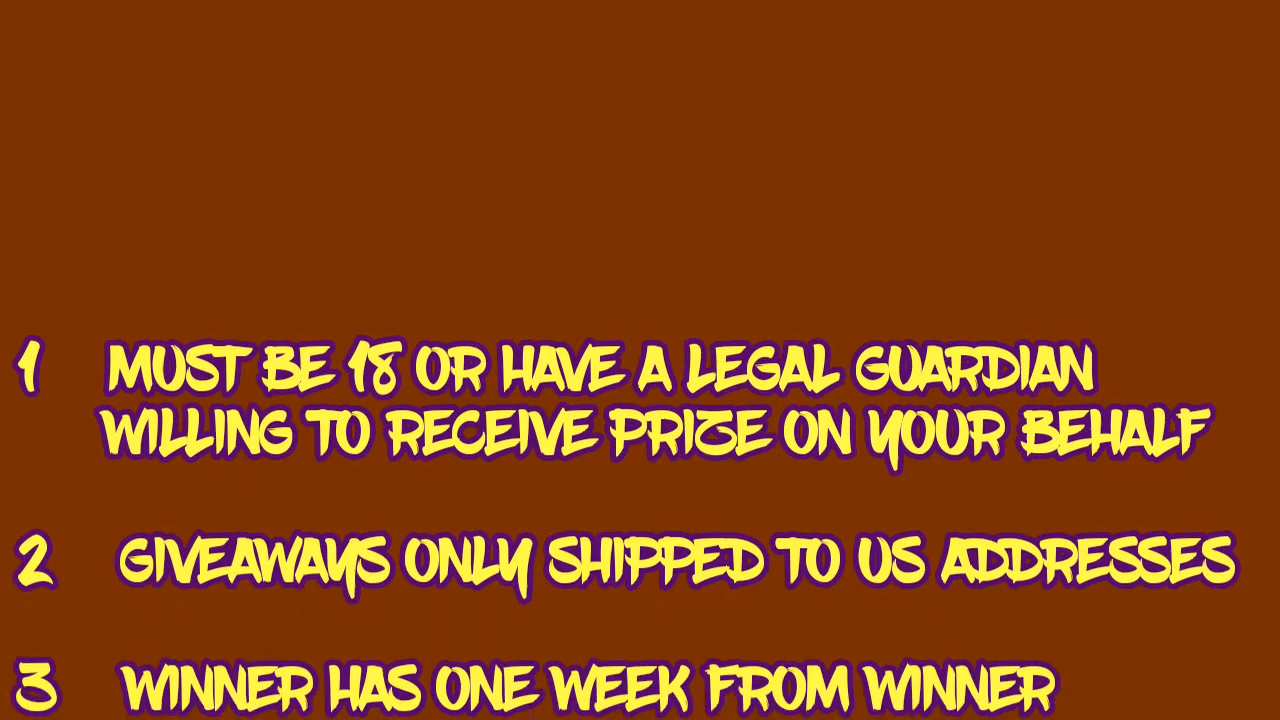 1 MUST BE 18 OR HAVE A LEGAL GUARDIAN
WILLING TO RECEIVE PRIZE ON YOUR BEHALF
2 GIVEAWAYS ONLY SHIPPED TO US ADDRESSES
3 WINNER HAS ONE WEEK FROM WINNER